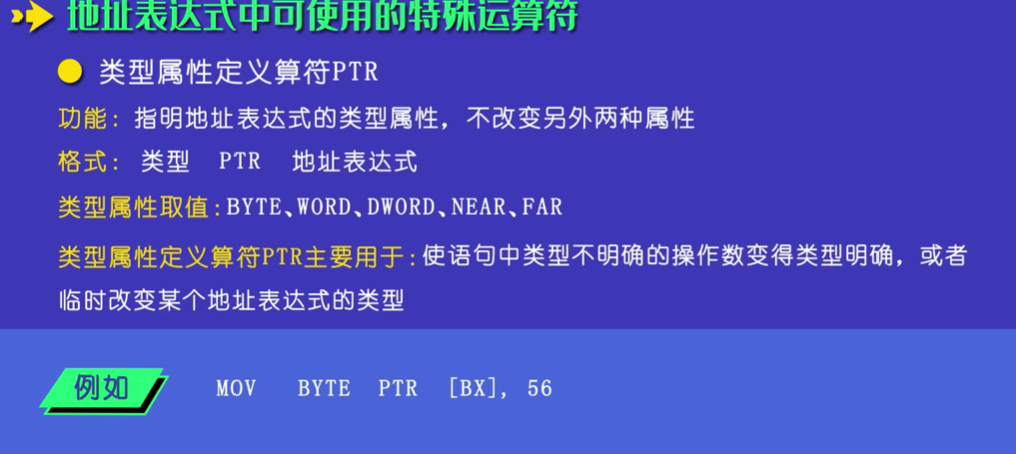 地址表达式中可使用的特殊运算符
类型属性定义算符PTR
功能：指明地址表达式的类型属性，不改变另外两种属性
格式： 类型 PTR 地址表达式
类型属性取值:BYTE、WORD、DWORD、NEAR、FAR
类型属性定义算符PTR主要用于:使语句中类型不明确的操作数变得类型明确，或者
临时改变某个地址表达式的类型
例如 MOV BYTE PTR [BX], 56